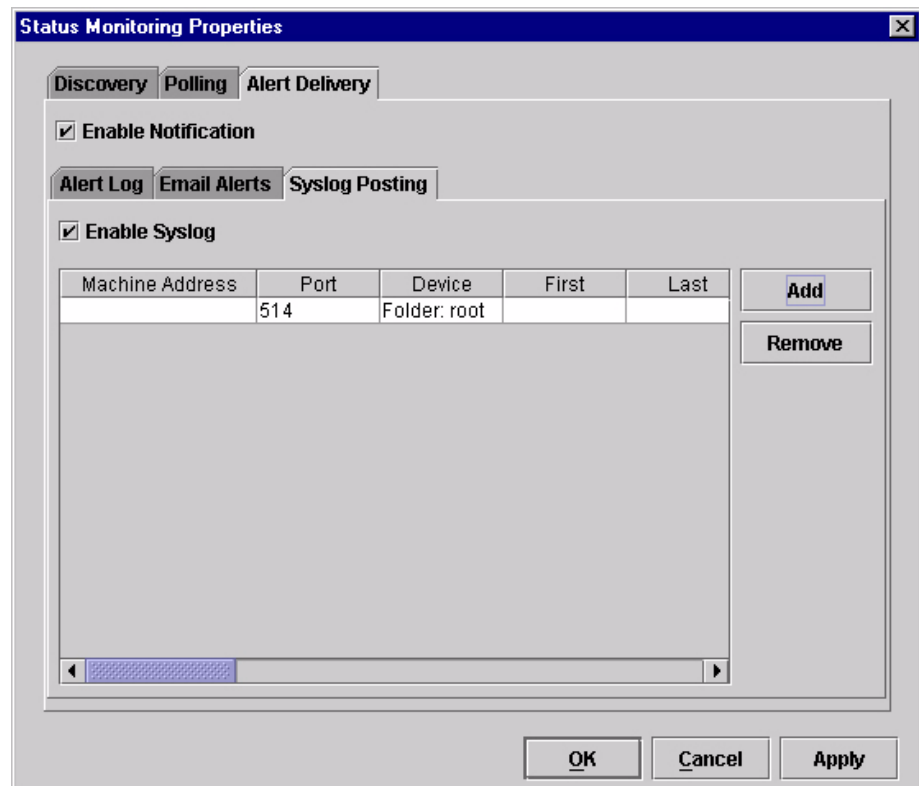 Status Monitoring Properties
Discovery Polling Alert Delivery
Enable Notification
Alert Log Email Alerts Syslog Posting
Enable Syslog
Machine Address Port Device First Last
514 Folder: root
Add
Remove
OK Cancel Apply